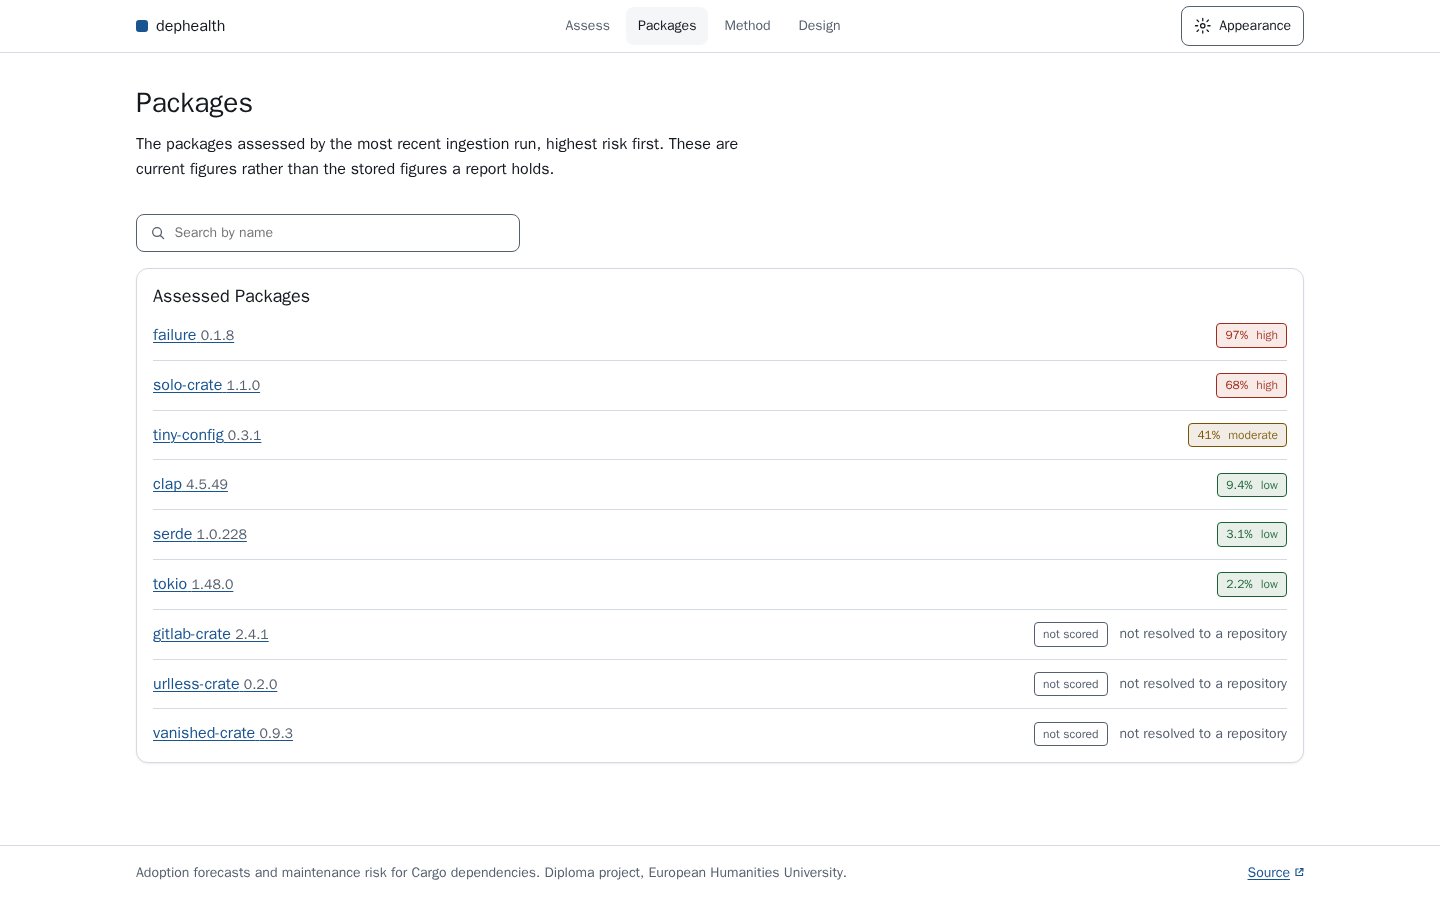 dephealth
Assess
Packages
Method
Design
Appearance
Packages
The packages assessed by the most recent ingestion run, highest risk first. These are
current figures rather than the stored figures a report holds.
Search by name
Assessed Packages
failure 0.1.8
97% high
solo-crate 1.1.0
68% high
tiny-config 0.3.1
41% moderate
clap 4.5.49
9.4% low
serde 1.0.228
3.1% low
tokio 1.48.0
2.2% low
gitlab-crate 2.4.1
not scored not resolved to a repository
urlless-crate 0.2.0
not scored not resolved to a repository
vanished-crate 0.9.3
not scored not resolved to a repository
Adoption forecasts and maintenance risk for Cargo dependencies. Diploma project, European Humanities University.
Source